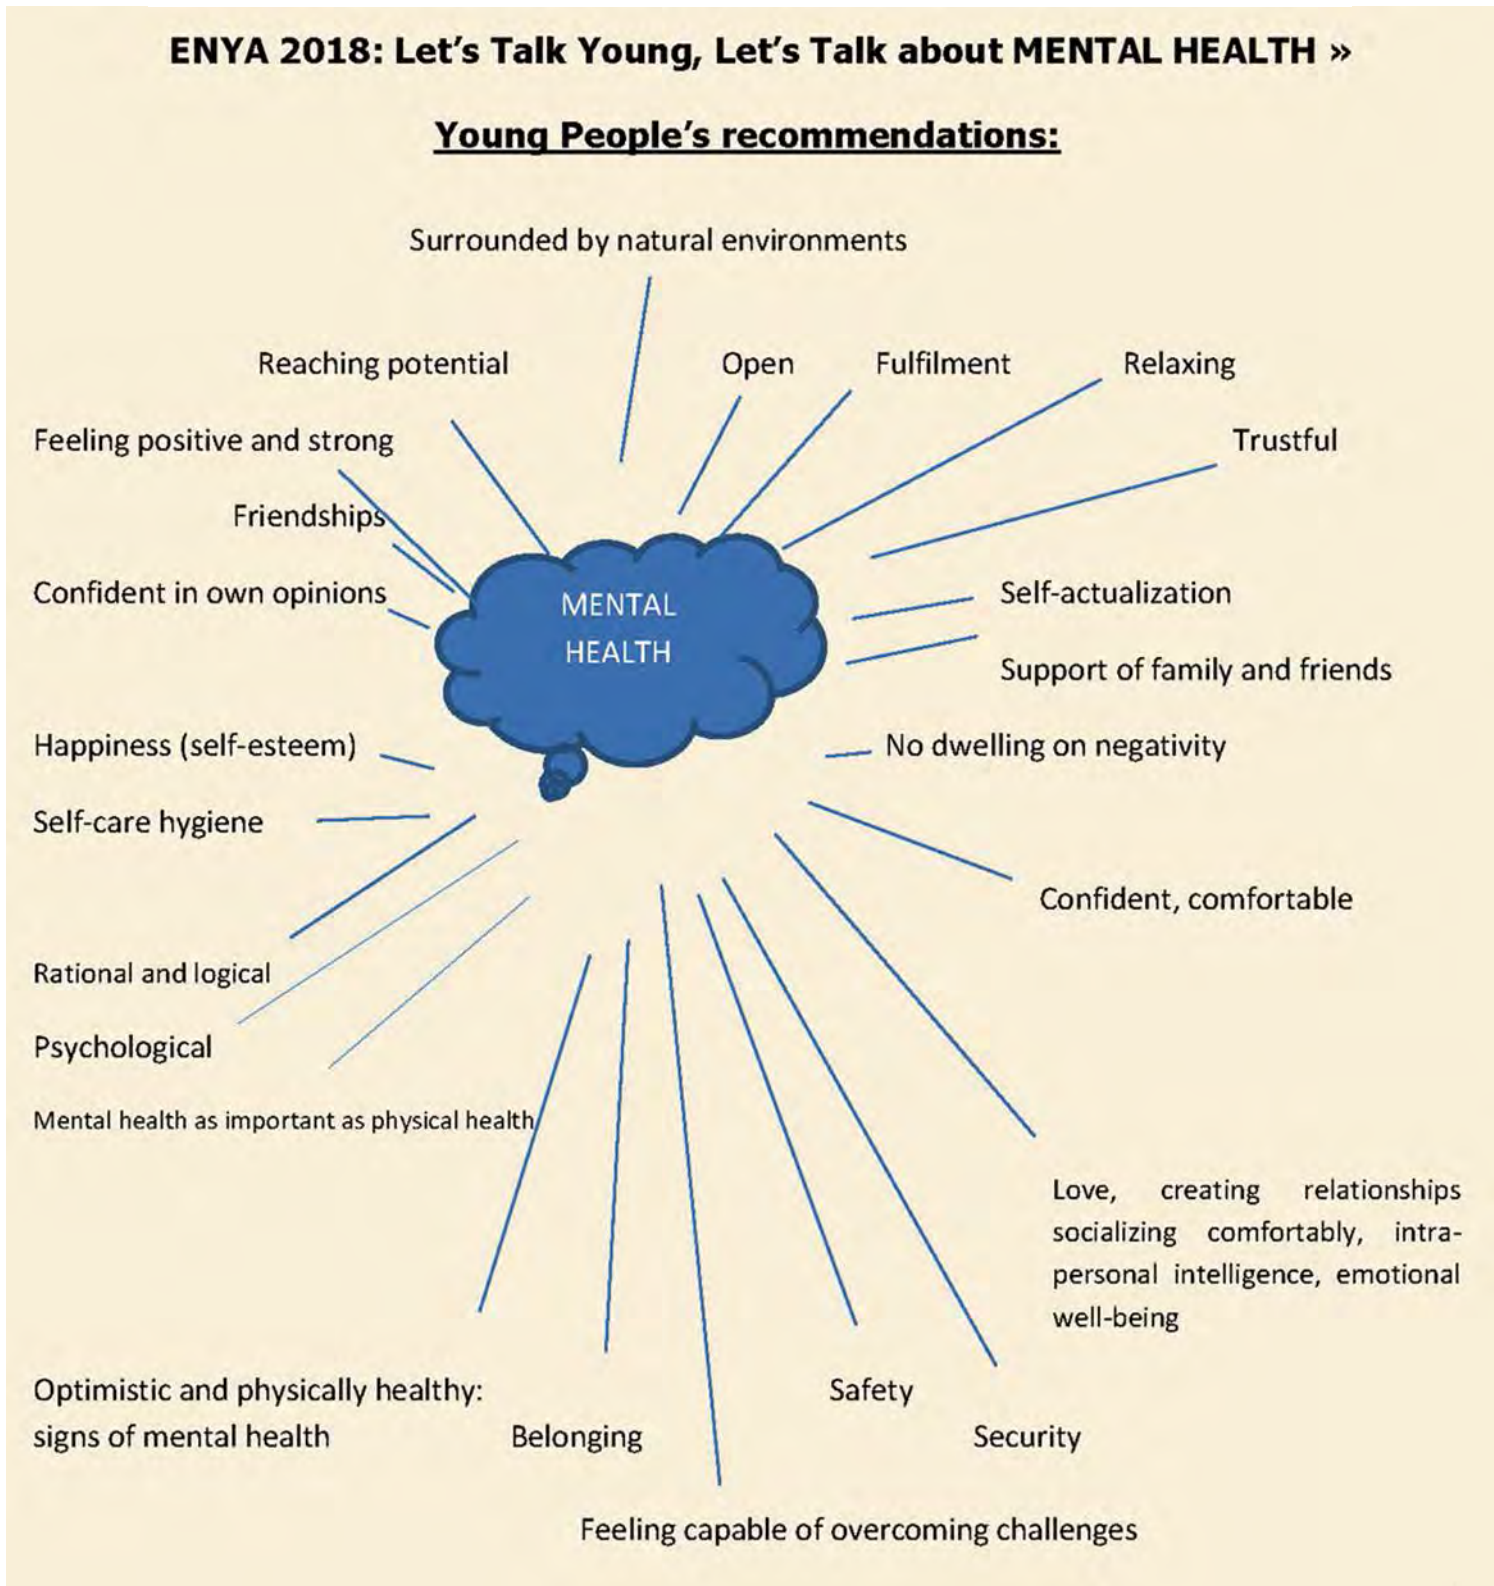 ENYA 2018: Let’s Talk Young, Let’s Talk about MENTAL HEALTH »
Young People’s recommendations:
Surrounded by natural environments
Reaching potential
Open
Fulfilment
Relaxing
Feeling positive and strong
Trustful
Friendships
Confident in own opinions
MENTAL
HEALTH
Self-actualization
Support of family and friends
Happiness (self-esteem)
No dwelling on negativity
Self-care hygiene
Confident, comfortable
Rational and logical
Psychological
Mental health as important as physical health
Love, creating relationships
socializing comfortably, intra-
personal intelligence, emotional
well-being
Optimistic and physically healthy:
signs of mental health
Belonging
Safety
Security
Feeling capable of overcoming challenges